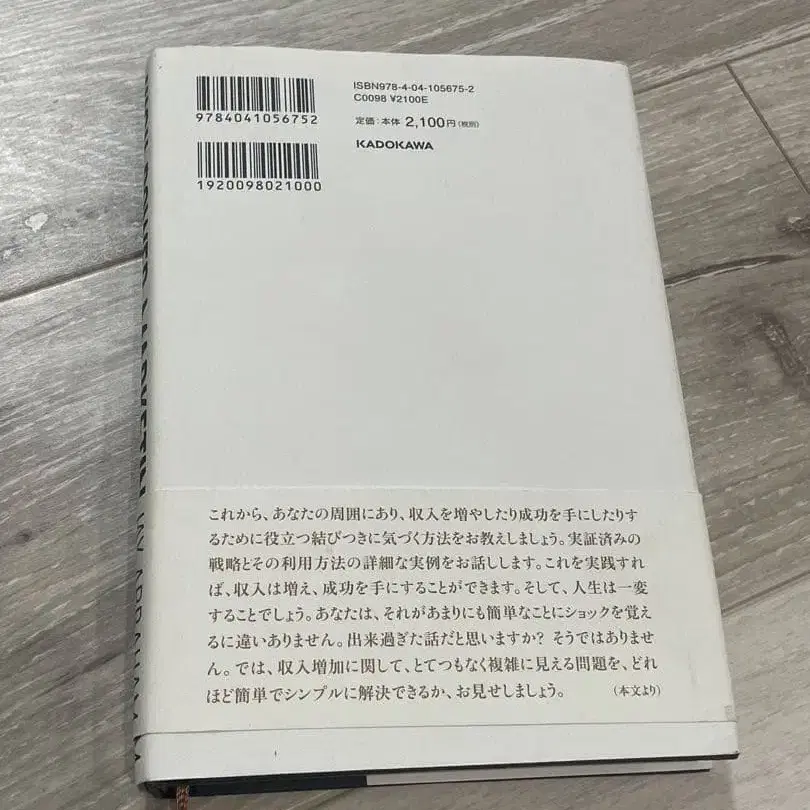 ISBN978-4-04-105675-2
C0098 ¥2100E
定価:本体 2,100円(税別)
KADOKAWA
9784041056752
1920098021000
これから、あなたの周囲にあり、収入を増やしたり成功を手にしたりす
るために役立つ結びつきに気づく方法をお教えしましょう。実証済みの
戦略とその利用方法の詳細な実例をお話しします。これを実践すれ
ば、収入は増え、成功を手にすることができます。そして、人生は一変
することでしょう。あなたは、それがあまりにも簡単なことにショックを覚え
るに違いありません。出来過ぎた話だと思いますか? そうではありませ
ん。では、収入増加に関して、とてつもなく複雑に見える問題を、どれ
ほど簡単でシンプルに解決できるか、お見せしましょう。 (本文より)